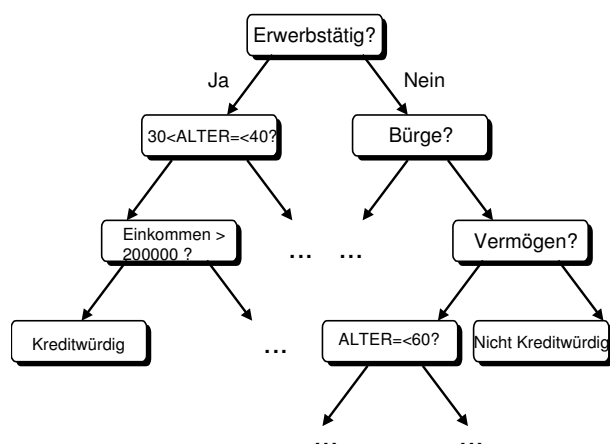 Erwerbstätig?
Ja
Nein
30<ALTER=<40?
Bürge?
Einkommen >
200000 ?
...
...
Vermögen?
Kreditwürdig
...
ALTER=<60?
Nicht Kreditwürdig
...
...